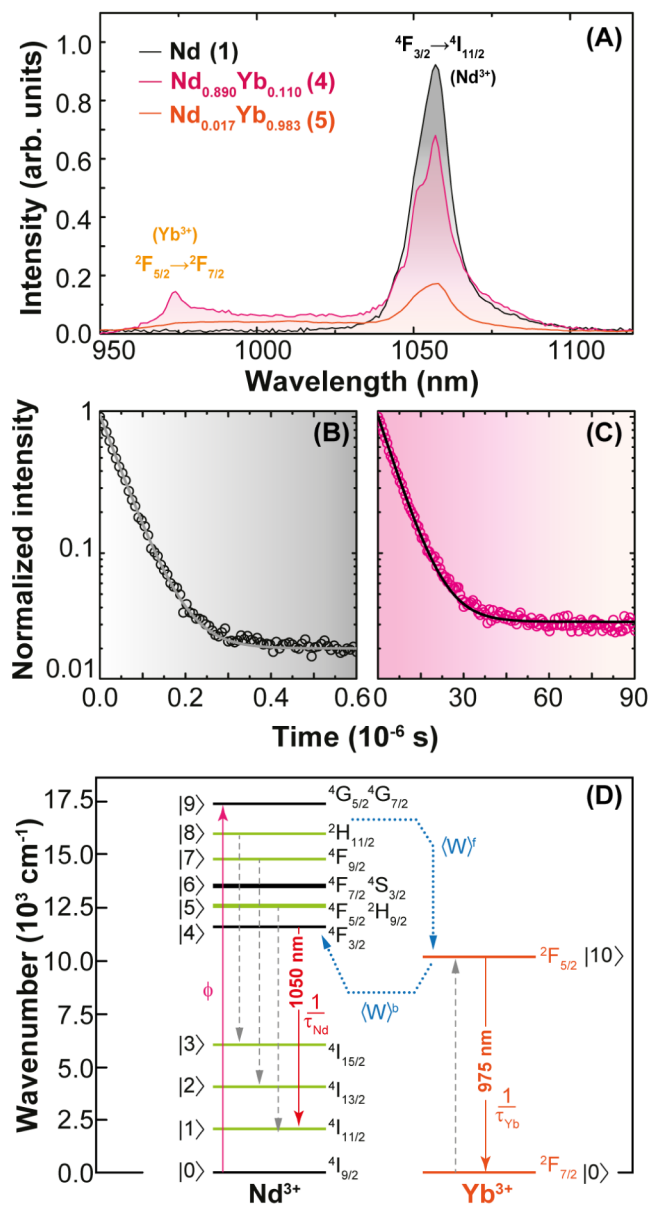 (A)
Nd (1)
Nd0.890Yb0.110 (4)
Nd0.017Yb0.983 (5)
4F3/2→4I11/2
(Nd3+)
(Yb3+)
2F5/2→2F7/2
Intensity (arb. units)
1.0
0.8
0.6
0.4
0.2
0.0
950 1000 1050 1100
Wavelength (nm)
Normalized intensity
1
0.1
0.01
(B)
(C)
0.0 0.2 0.4 0.6
0 30 60 90
Time (10-6 s)
(D)
Wavenumber (103 cm-1)
17.5
15.0
12.5
10.0
7.5
5.0
2.5
0.0
|9> 4G5/2 4G7/2
|8> 2H11/2
|7> 4F9/2
|6> 4F7/2 4S3/2
|5> 4F5/2 2H9/2
|4> 4F3/2
|3> 4I15/2
|2> 4I13/2
|1> 4I11/2
|0> 4I9/2
ϕ
1050 nm
1/τNd
⟨W⟩f
⟨W⟩b
2F5/2 |10>
975 nm
1/τYb
2F7/2 |0>
Nd3+ Yb3+